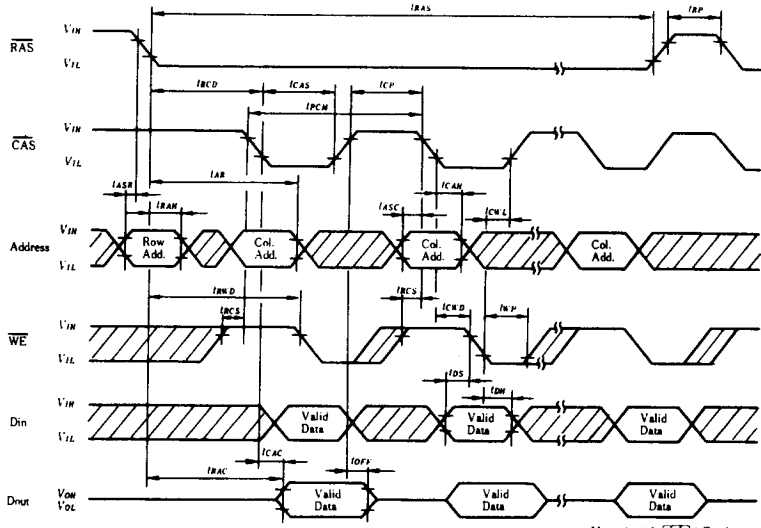 tRAS
tRP
RAS
VIH
VIL
tRCD
tCAS
tCP
tPCM
CAS
VIH
VIL
tAR
tASR
tRAH
tASC
tCAH
tCWL
Address
VIH
VIL
Row Add.
Col. Add.
Col. Add.
Col. Add.
tRWD
tRCS
tRCS
tCWD
tWP
WE
VIH
VIL
tDS
tDH
Din
VIH
VIL
Valid Data
Valid Data
Valid Data
tCAC
tRAC
tOFF
Dout
VOH
VOL
Valid Data
Valid Data
Valid Data